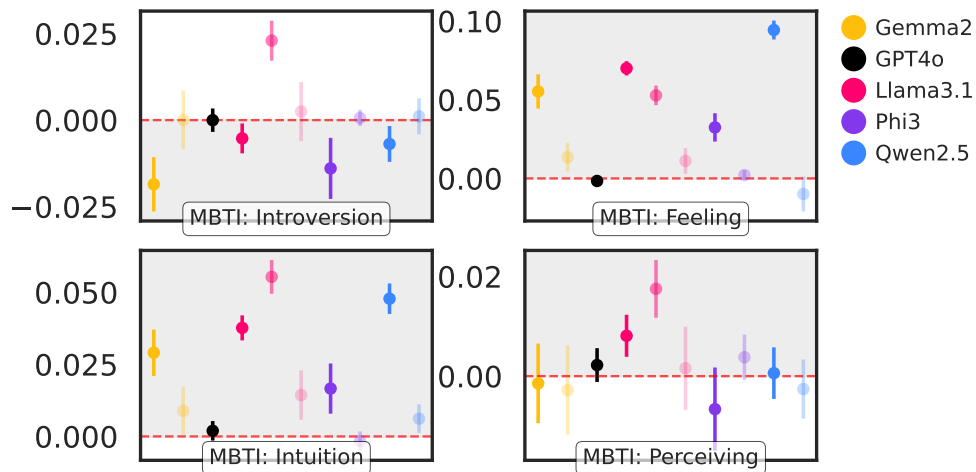 0.025
0.000
−0.025
MBTI: Introversion
0.10
0.05
0.00
MBTI: Feeling
Gemma2
GPT4o
Llama3.1
Phi3
Qwen2.5
0.050
0.025
0.000
MBTI: Intuition
0.02
0.00
MBTI: Perceiving